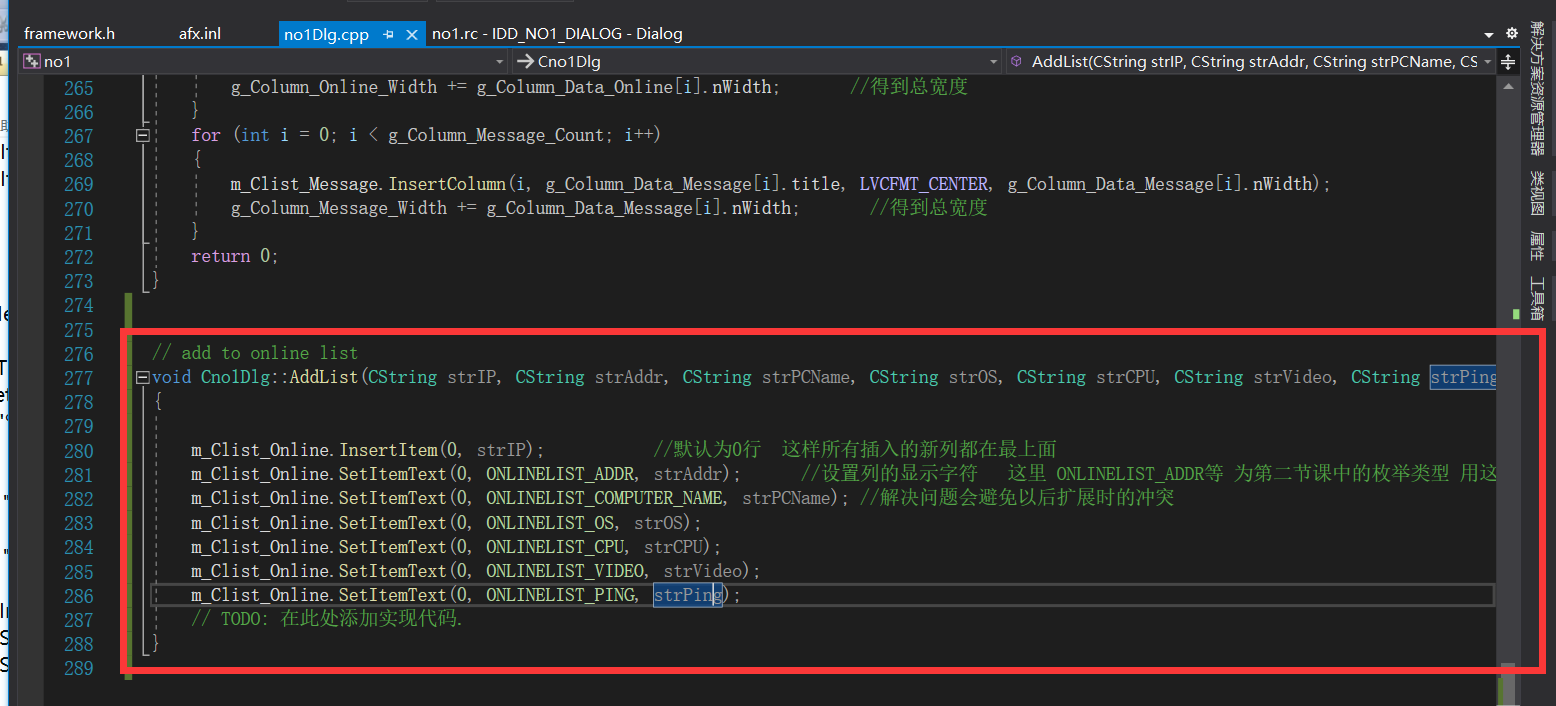 framework.h afx.inl no1Dlg.cpp no1.rc - IDD_NO1_DIALOG - Dialog
no1 Cno1Dlg AddList(CString strIP, CString strAddr, CString strPCName, CS
265 g_Column_Online_Width += g_Column_Data_Online[i].nWidth; //得到总宽度
266 }
267 for (int i = 0; i < g_Column_Message_Count; i++)
268 {
269 m_Clist_Message.InsertColumn(i, g_Column_Data_Message[i].title, LVCFMT_CENTER, g_Column_Data_Message[i].nWidth);
270 g_Column_Message_Width += g_Column_Data_Message[i].nWidth; //得到总宽度
271 }
272 return 0;
273 }
274
275
276 // add to online list
277 void Cno1Dlg::AddList(CString strIP, CString strAddr, CString strPCName, CString strOS, CString strCPU, CString strVideo, CString strPing
278 {
279
280 m_Clist_Online.InsertItem(0, strIP); //默认为0行 这样所有插入的新列都在最上面
281 m_Clist_Online.SetItemText(0, ONLINELIST_ADDR, strAddr); //设置列的显示字符 这里 ONLINELIST_ADDR等 为第二节课中的枚举类型 用这
282 m_Clist_Online.SetItemText(0, ONLINELIST_COMPUTER_NAME, strPCName); //解决问题会避免以后扩展时的冲突
283 m_Clist_Online.SetItemText(0, ONLINELIST_OS, strOS);
284 m_Clist_Online.SetItemText(0, ONLINELIST_CPU, strCPU);
285 m_Clist_Online.SetItemText(0, ONLINELIST_VIDEO, strVideo);
286 m_Clist_Online.SetItemText(0, ONLINELIST_PING, strPing);
287 // TODO: 在此处添加实现代码.
288 }
289
解决方案资源管理器
类视图
属性
工具箱